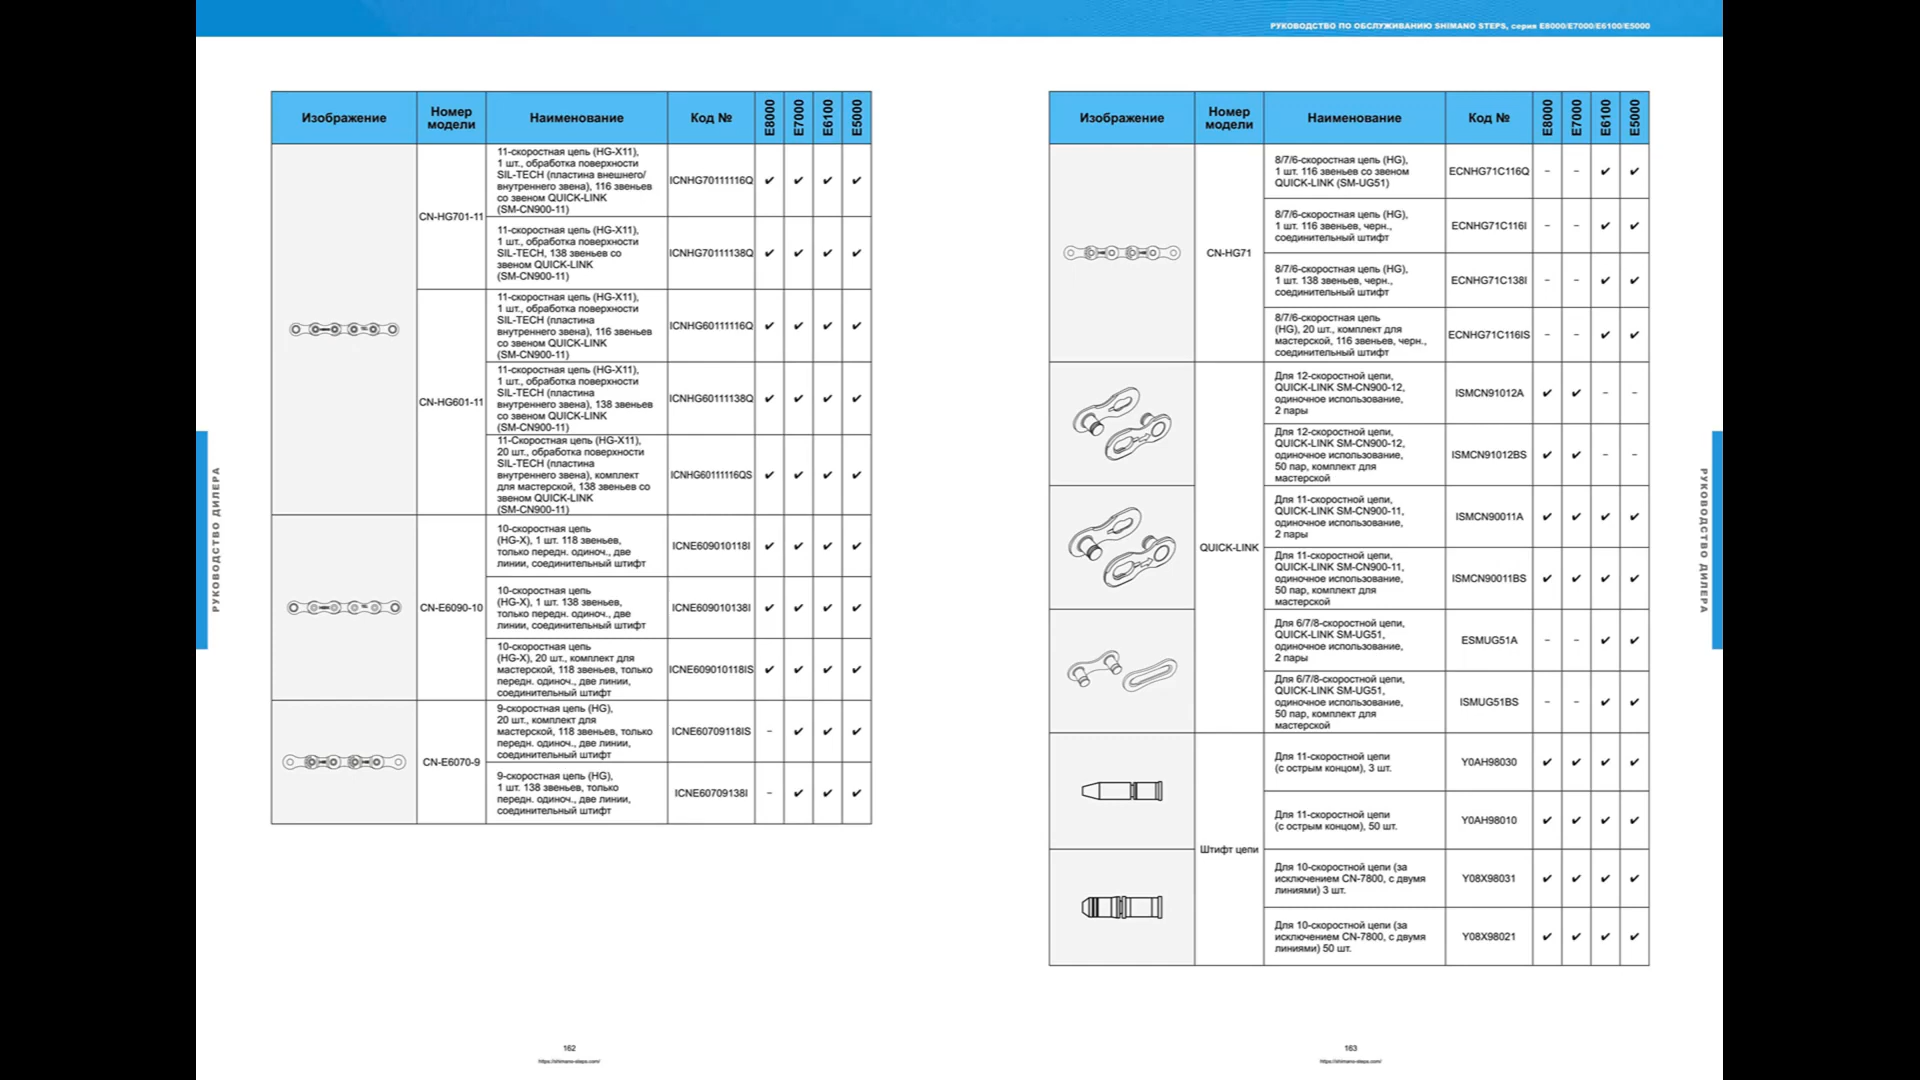 РУКОВОДСТВО ПО ОБСЛУЖИВАНИЮ SHIMANO STEPS, серия E8000/E7000/E6100/E5000
РУКОВОДСТВО ДИЛЕРА
Изображение
Номер
модели
Наименование
Код №
E8000
E7000
E6100
E5000
CN-HG701-11
11-скоростная цепь (HG-X11),
1 шт., обработка поверхности
SIL-TECH (пластина внешнего/
внутреннего звена), 116 звеньев
со звеном QUICK-LINK
(SM-CN900-11)
ICNHG70111116Q ✔ ✔ ✔ ✔
11-скоростная цепь (HG-X11),
1 шт., обработка поверхности
SIL-TECH, 138 звеньев со
звеном QUICK-LINK
(SM-CN900-11)
ICNHG70111138Q ✔ ✔ ✔ ✔
CN-HG601-11
11-скоростная цепь (HG-X11),
1 шт., обработка поверхности
SIL-TECH (пластина
внутреннего звена), 116 звеньев
со звеном QUICK-LINK
(SM-CN900-11)
ICNHG60111116Q ✔ ✔ ✔ ✔
11-скоростная цепь (HG-X11),
1 шт., обработка поверхности
SIL-TECH (пластина
внутреннего звена), 138 звеньев
со звеном QUICK-LINK
(SM-CN900-11)
ICNHG60111138Q ✔ ✔ ✔ ✔
11-Скоростная цепь (HG-X11),
20 шт., обработка поверхности
SIL-TECH (пластина
внутреннего звена), комплект
для мастерской, 138 звеньев со
звеном QUICK-LINK
(SM-CN900-11)
ICNHG60111116QS ✔ ✔ ✔ ✔
CN-E6090-10
10-скоростная цепь
(HG-X), 1 шт. 118 звеньев,
только передн. одиноч., две
линии, соединительный штифт
ICNE609010118I ✔ ✔ ✔ ✔
10-скоростная цепь
(HG-X), 1 шт. 138 звеньев,
только передн. одиноч., две
линии, соединительный штифт
ICNE609010138I ✔ ✔ ✔ ✔
10-скоростная цепь
(HG-X), 20 шт., комплект для
мастерской, 118 звеньев, только
передн. одиноч., две линии,
соединительный штифт
ICNE609010118IS ✔ ✔ ✔ ✔
CN-E6070-9
9-скоростная цепь (HG),
20 шт., комплект для
мастерской, 118 звеньев, только
передн. одиноч., две линии,
соединительный штифт
ICNE60709118IS – ✔ ✔ ✔
9-скоростная цепь (HG),
1 шт. 138 звеньев, только
передн. одиноч., две линии,
соединительный штифт
ICNE60709138I – ✔ ✔ ✔
162
https://shimano-steps.com/
Изображение
Номер
модели
Наименование
Код №
E8000
E7000
E6100
E5000
CN-HG71
8/7/6-скоростная цепь (HG),
1 шт. 116 звеньев со звеном
QUICK-LINK (SM-UG51)
ECNHG71C116Q – – ✔ ✔
8/7/6-скоростная цепь (HG),
1 шт. 116 звеньев, черн.,
соединительный штифт
ECNHG71C116I – – ✔ ✔
8/7/6-скоростная цепь (HG),
1 шт. 138 звеньев, черн.,
соединительный штифт
ECNHG71C138I – – ✔ ✔
8/7/6-скоростная цепь
(HG), 20 шт., комплект для
мастерской, 116 звеньев, черн.,
соединительный штифт
ECNHG71C116IS – – ✔ ✔
QUICK-LINK
Для 12-скоростной цепи,
QUICK-LINK SM-CN900-12,
одиночное использование,
2 пары
ISMCN91012A ✔ ✔ – –
Для 12-скоростной цепи,
QUICK-LINK SM-CN900-12,
одиночное использование,
50 пар, комплект для
мастерской
ISMCN91012BS ✔ ✔ – –
Для 11-скоростной цепи,
QUICK-LINK SM-CN900-11,
одиночное использование,
2 пары
ISMCN90011A ✔ ✔ ✔ ✔
Для 11-скоростной цепи,
QUICK-LINK SM-CN900-11,
одиночное использование,
50 пар, комплект для
мастерской
ISMCN90011BS ✔ ✔ ✔ ✔
Для 6/7/8-скоростной цепи,
QUICK-LINK SM-UG51,
одиночное использование,
2 пары
ESMUG51A – – ✔ ✔
Для 6/7/8-скоростной цепи,
QUICK-LINK SM-UG51,
одиночное использование,
50 пар, комплект для
мастерской
ISMUG51BS – – ✔ ✔
Штифт цепи
Для 11-скоростной цепи
(с острым концом), 3 шт.
Y0AH98030 ✔ ✔ ✔ ✔
Для 11-скоростной цепи
(с острым концом), 50 шт.
Y0AH98010 ✔ ✔ ✔ ✔
Для 10-скоростной цепи (за
исключением CN-7800, с двумя
линиями) 3 шт.
Y08X98031 ✔ ✔ ✔ ✔
Для 10-скоростной цепи (за
исключением CN-7800, с двумя
линиями) 50 шт.
Y08X98021 ✔ ✔ ✔ ✔
163
https://shimano-steps.com/
РУКОВОДСТВО ДИЛЕРА